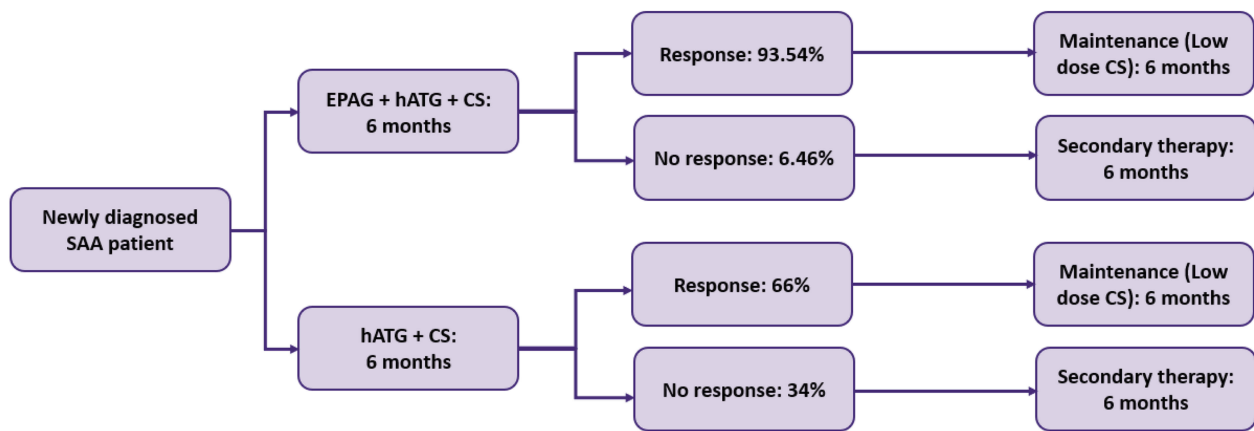 Newly diagnosed
SAA patient
EPAG + hATG + CS:
6 months
Response: 93.54%
Maintenance (Low
dose CS): 6 months
No response: 6.46%
Secondary therapy:
6 months
hATG + CS:
6 months
Response: 66%
Maintenance (Low
dose CS): 6 months
No response: 34%
Secondary therapy:
6 months